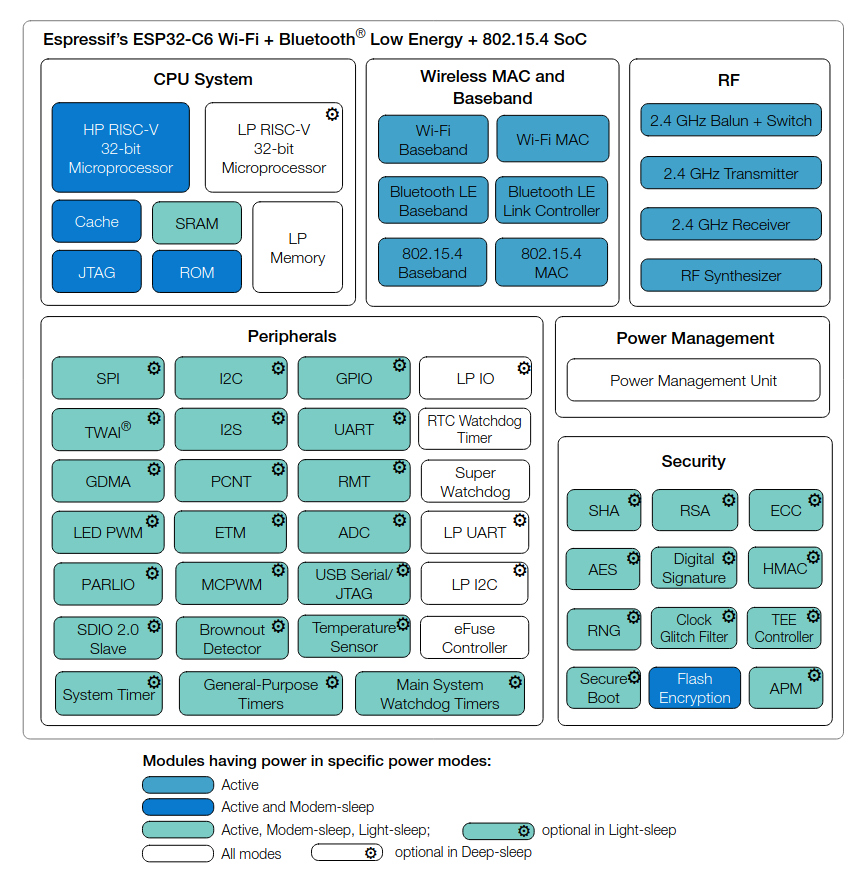 Espressif's ESP32-C6 Wi-Fi + Bluetooth® Low Energy + 802.15.4 SoC
CPU System
HP RISC-V
32-bit
Microprocessor
LP RISC-V
32-bit
Microprocessor
Cache
SRAM
LP
Memory
JTAG
ROM
Wireless MAC and
Baseband
Wi-Fi
Baseband
Wi-Fi MAC
Bluetooth LE
Baseband
Bluetooth LE
Link Controller
802.15.4
Baseband
802.15.4
MAC
RF
2.4 GHz Balun + Switch
2.4 GHz Transmitter
2.4 GHz Receiver
RF Synthesizer
Peripherals
SPI
I2C
GPIO
LP IO
TWAI®
I2S
UART
RTC Watchdog
Timer
GDMA
PCNT
RMT
Super
Watchdog
LED PWM
ETM
ADC
LP UART
PARLIO
MCPWM
USB Serial/
JTAG
LP I2C
SDIO 2.0
Slave
Brownout
Detector
Temperature
Sensor
eFuse
Controller
System Timer
General-Purpose
Timers
Main System
Watchdog Timers
Power Management
Power Management Unit
Security
SHA
RSA
ECC
AES
Digital
Signature
HMAC
RNG
Clock
Glitch Filter
TEE
Controller
Secure
Boot
Flash
Encryption
APM
Modules having power in specific power modes:
Active
Active and Modem-sleep
Active, Modem-sleep, Light-sleep;
optional in Light-sleep
All modes
optional in Deep-sleep